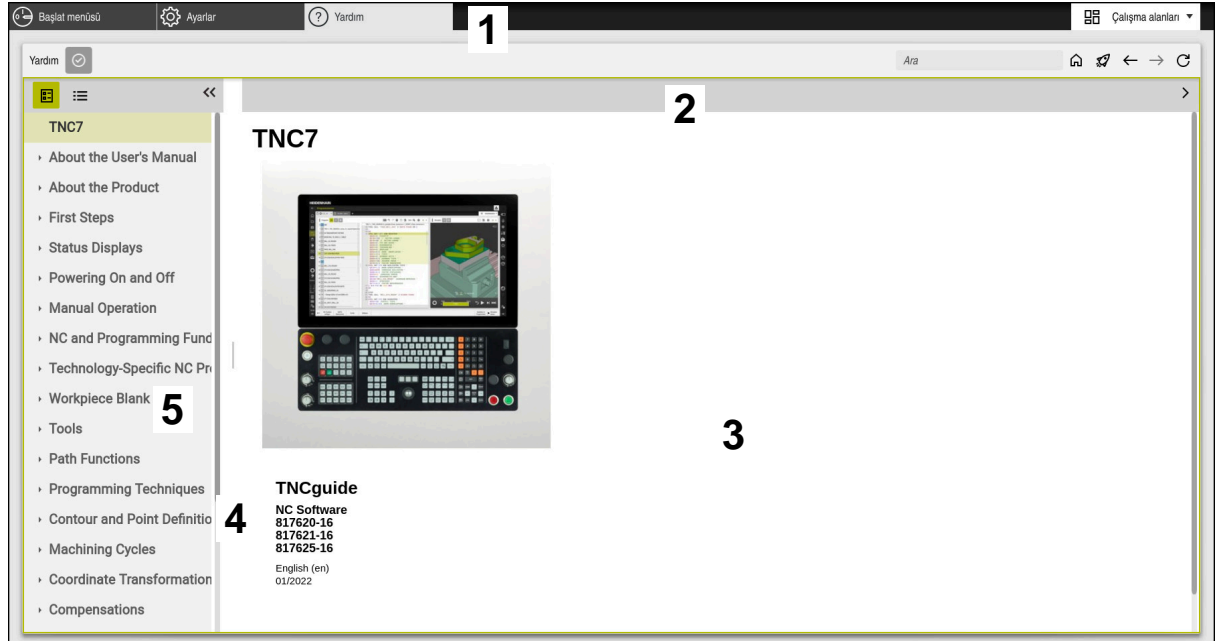 Başlat menüsü
Ayarlar
Yardım
1
Çalışma alanları
Yardım
Ara
2
TNC7
About the User's Manual
About the Product
First Steps
Status Displays
Powering On and Off
Manual Operation
NC and Programming Fund
Technology-Specific NC Pr
Workpiece Blank
5
Tools
Path Functions
Programming Techniques
Contour and Point Definitio
4
Machining Cycles
Coordinate Transformation
Compensations
TNC7
3
TNCguide
NC Software
817620-16
817621-16
817625-16
English (en)
01/2022